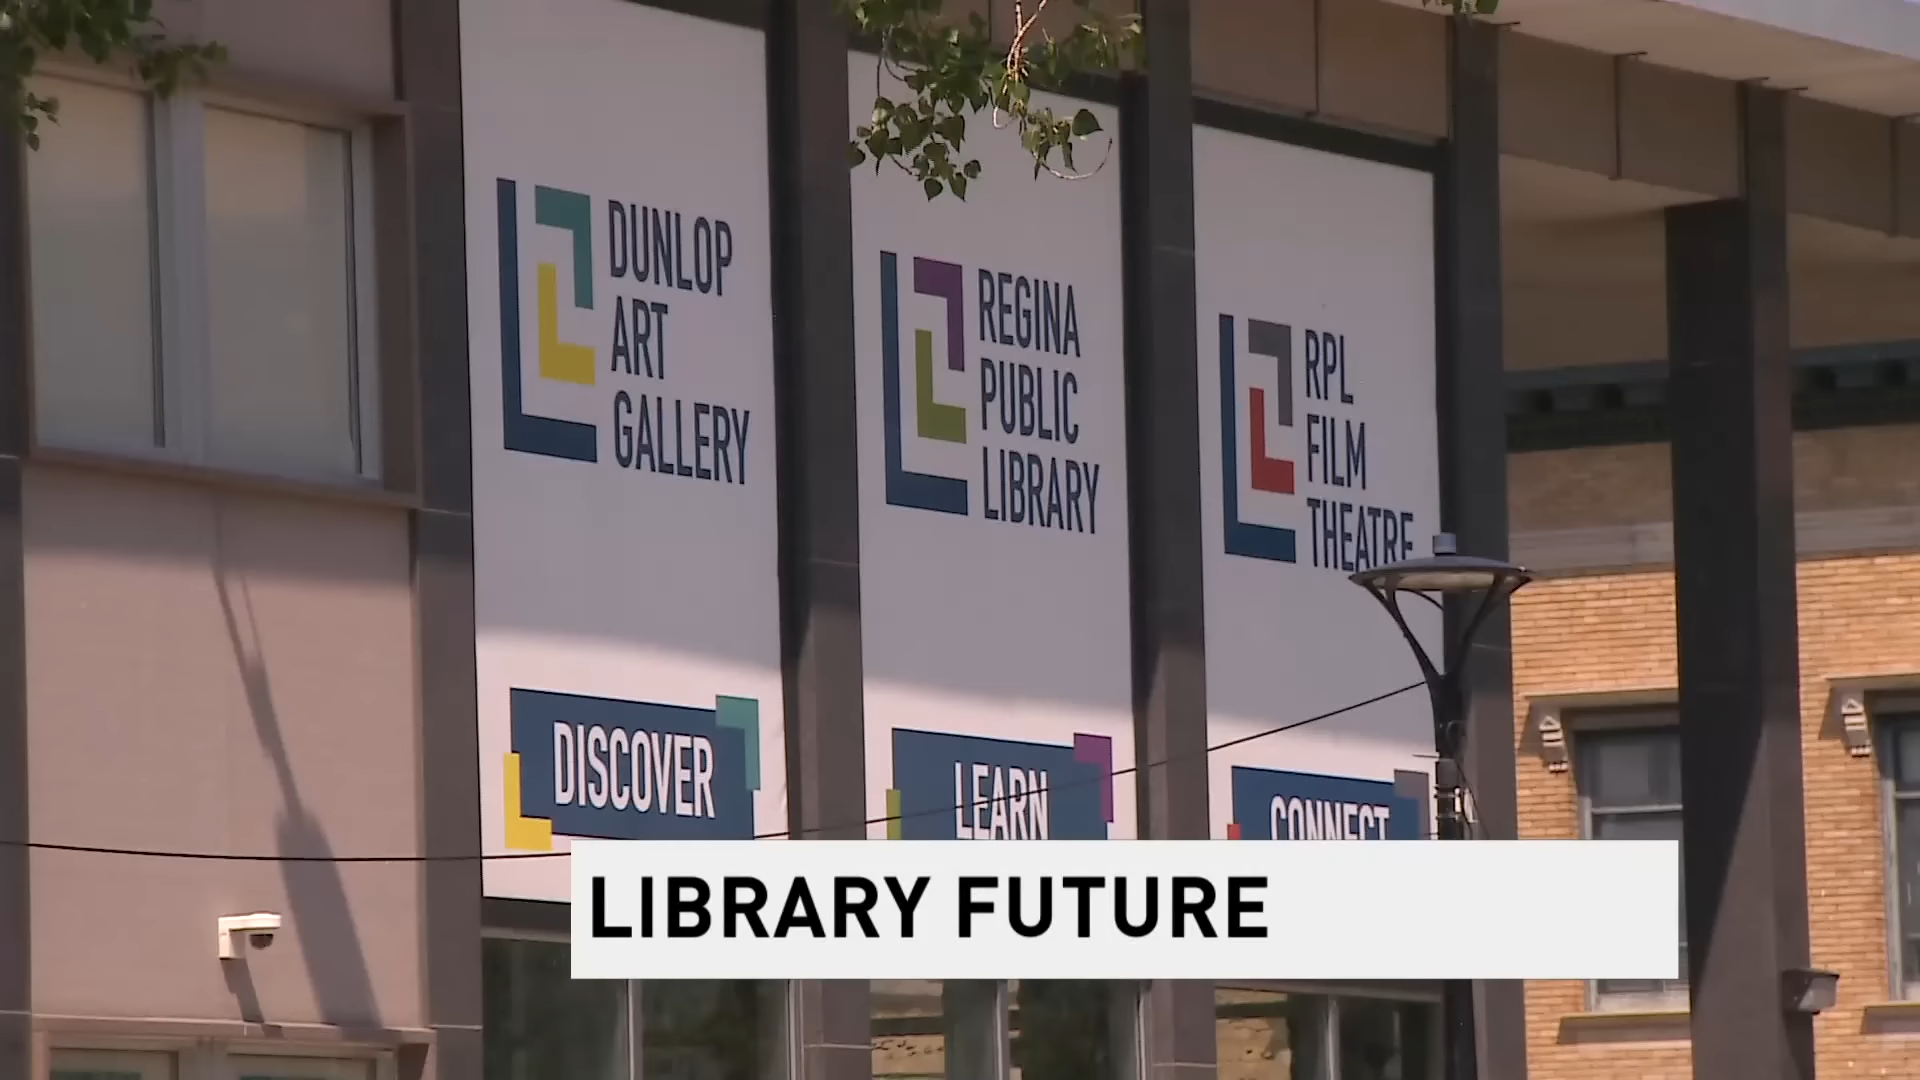 DUNLOP
ART
GALLERY
DISCOVER
REGINA
PUBLIC
LIBRARY
LEARN
RPL
FILM
THEATRE
CONNECT
LIBRARY FUTURE